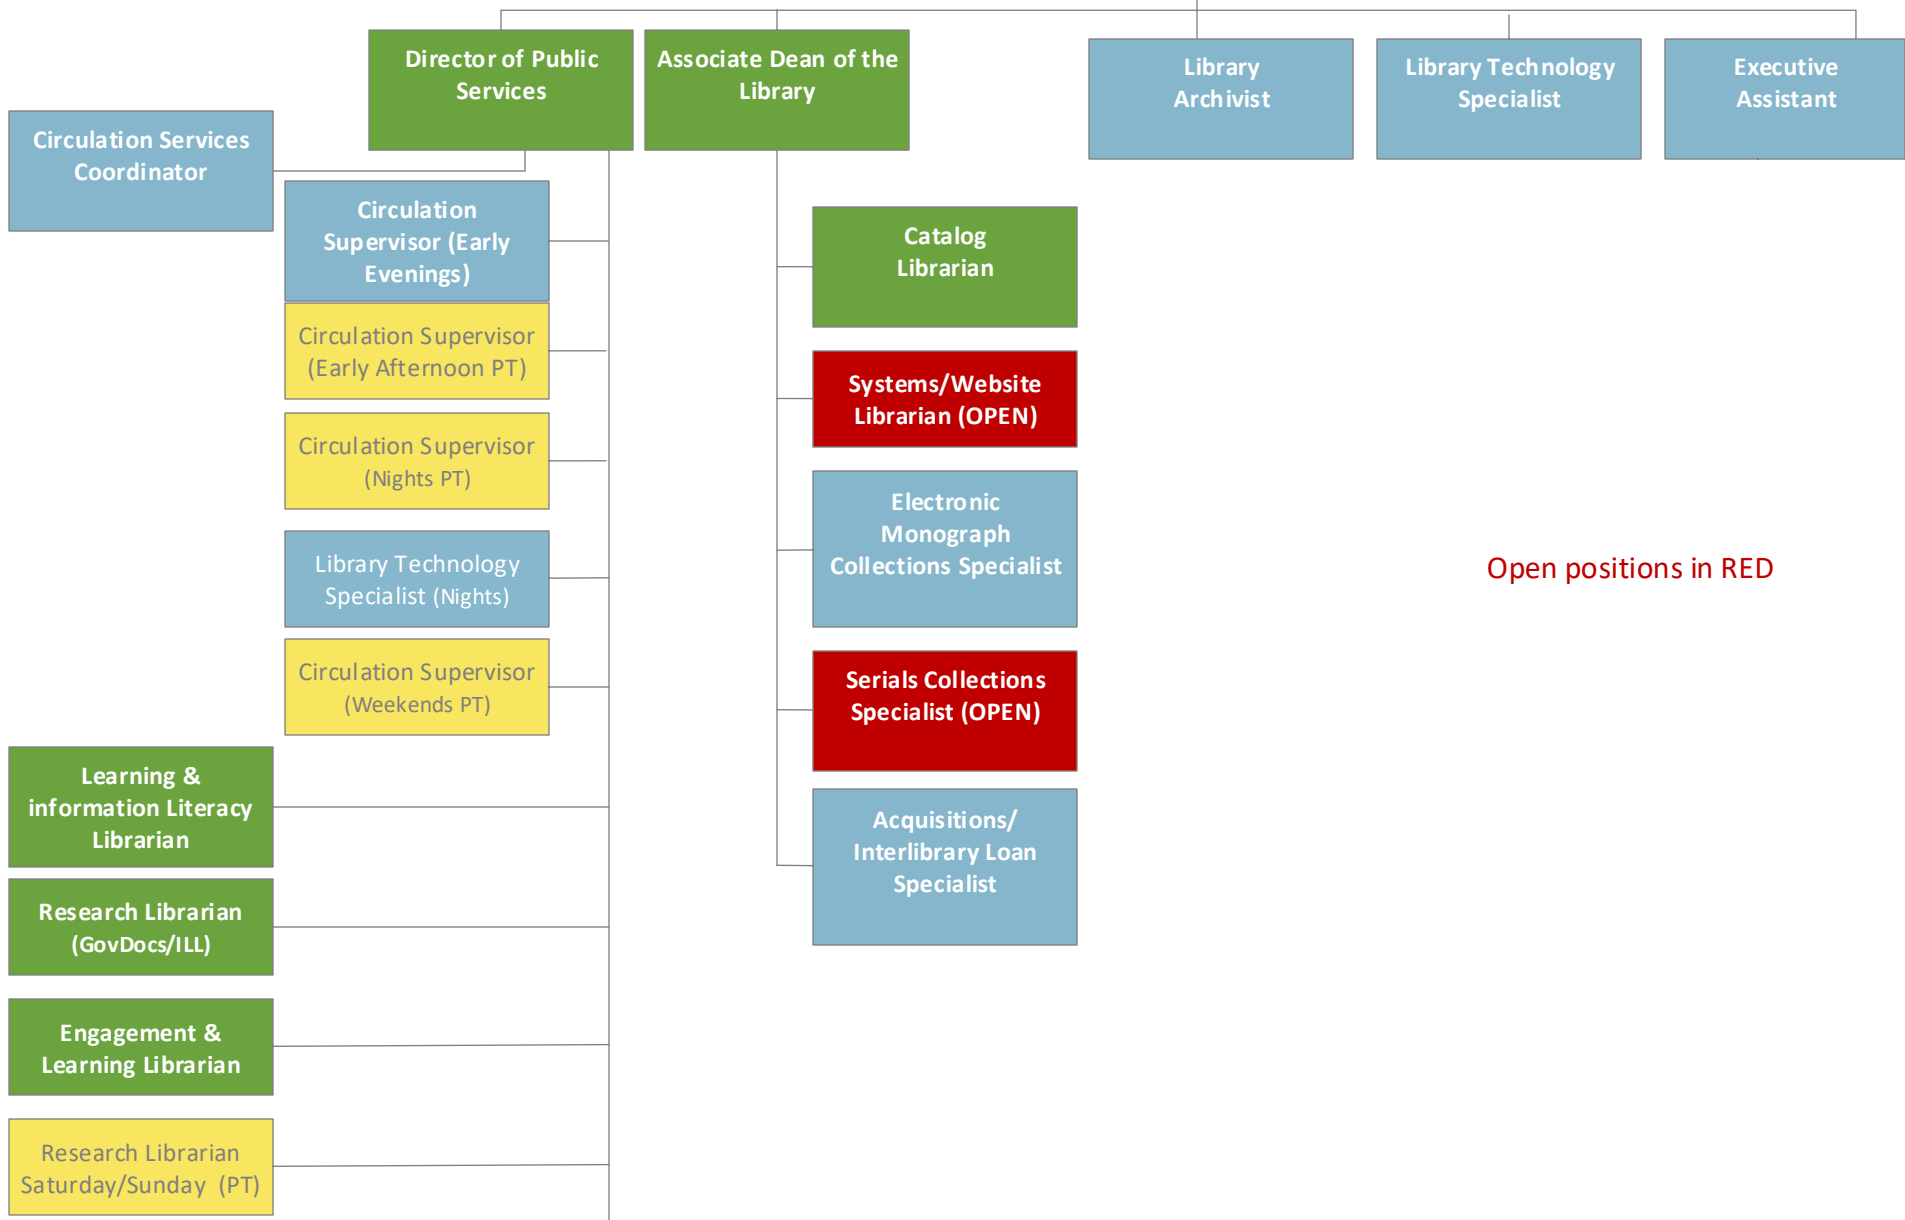 Director of Public
Services
Associate Dean of the
Library
Library
Archivist
Library Technology
Specialist
Executive
Assistant
Circulation Services
Coordinator
Circulation
Supervisor (Early
Evenings)
Circulation Supervisor
(Early Afternoon PT)
Circulation Supervisor
(Nights PT)
Library Technology
Specialist (Nights)
Circulation Supervisor
(Weekends PT)
Learning &
information Literacy
Librarian
Research Librarian
(GovDocs/ILL)
Engagement &
Learning Librarian
Research Librarian
Saturday/Sunday (PT)
Catalog
Librarian
Systems/Website
Librarian (OPEN)
Electronic
Monograph
Collections Specialist
Serials Collections
Specialist (OPEN)
Acquisitions/
Interlibrary Loan
Specialist
Open positions in RED